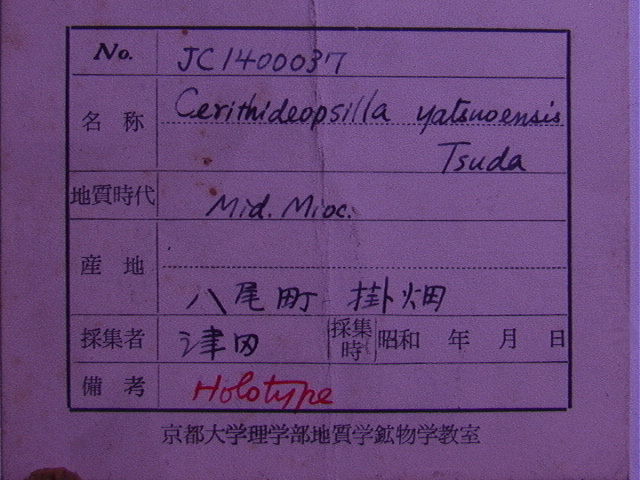 No. JC1400037
名称 Cerithideopsilla yatsuoensis
Tsuda
地質時代 Mid. Mioc.
産地
八尾町 掛畑
採集者 津田 採集時 昭和 年 月 日
備考 Holotype
京都大学理学部地質学鉱物学教室